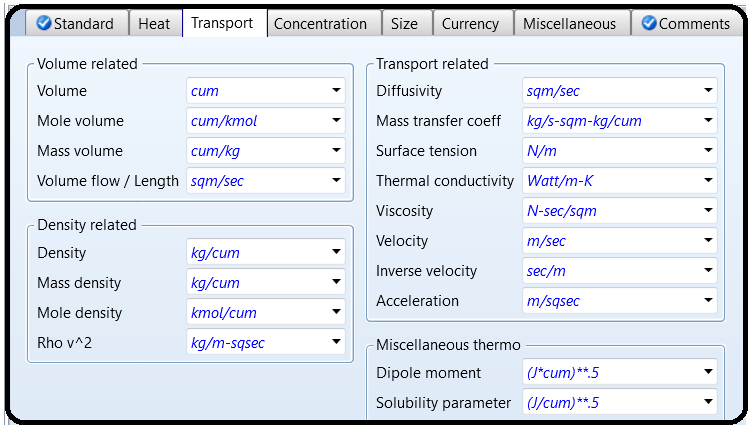 Standard Heat Transport Concentration Size Currency Miscellaneous Comments
Volume related
Volume cum
Mole volume cum/kmol
Mass volume cum/kg
Volume flow / Length sqm/sec
Density related
Density kg/cum
Mass density kg/cum
Mole density kmol/cum
Rho v^2 kg/m-sqsec
Transport related
Diffusivity sqm/sec
Mass transfer coeff kg/s-sqm-kg/cum
Surface tension N/m
Thermal conductivity Watt/m-K
Viscosity N-sec/sqm
Velocity m/sec
Inverse velocity sec/m
Acceleration m/sqsec
Miscellaneous thermo
Dipole moment (J*cum)**.5
Solubility parameter (J/cum)**.5